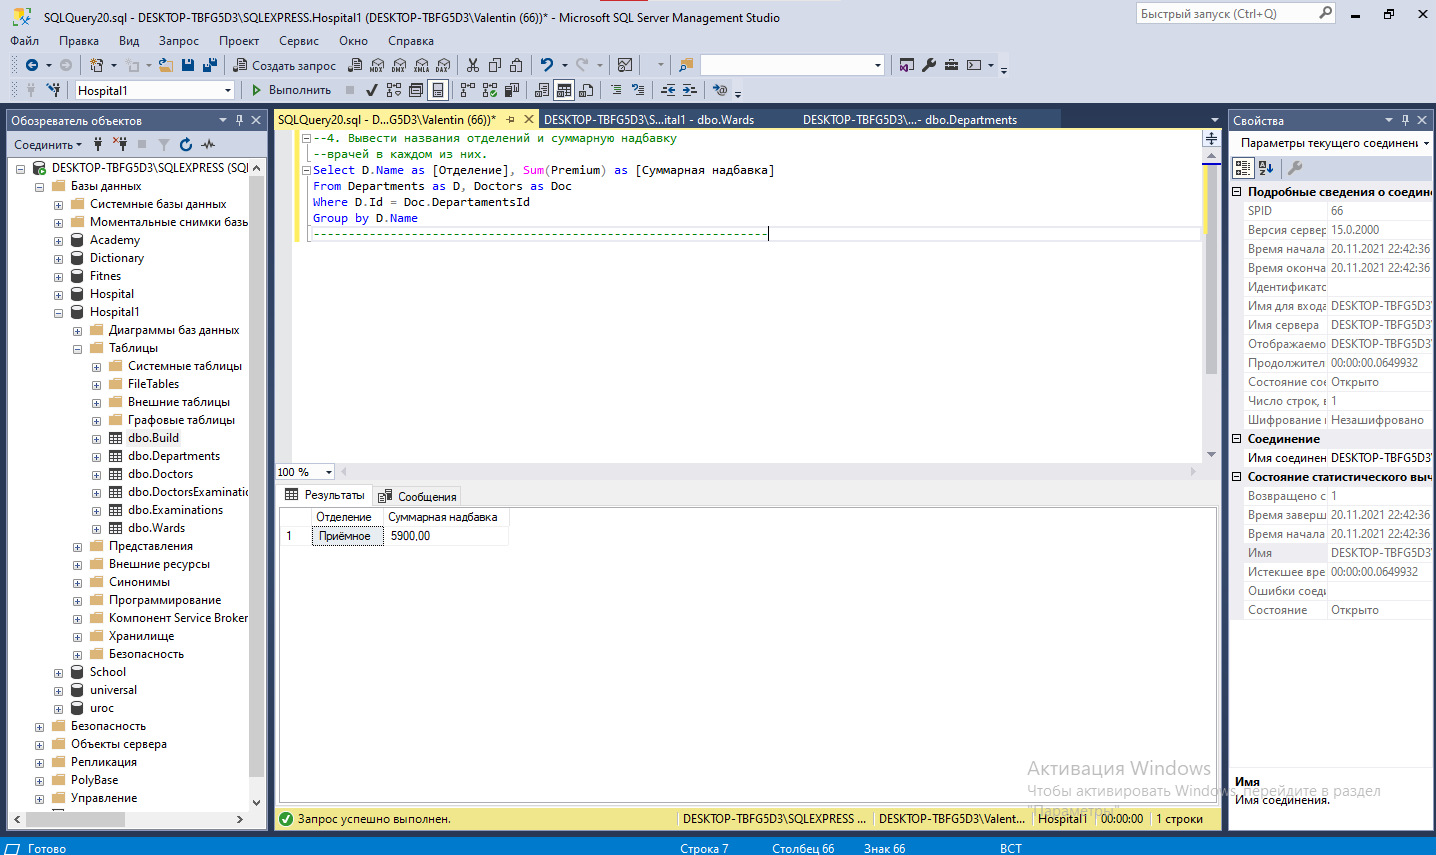 SQLQuery20.sql - DESKTOP-TBFG5D3\SQLEXPRESS.Hospital1 (DESKTOP-TBFG5D3\Valentin (66))* - Microsoft SQL Server Management Studio
Быстрый запуск (Ctrl+Q)
Файл Правка Вид Запрос Проект Сервис Окно Справка
Создать запрос MDX DMX XMLA DAX
Hospital1 Выполнить
Обозреватель объектов
Соединить
DESKTOP-TBFG5D3\SQLEXPRESS (SQL
Базы данных
Системные базы данных
Моментальные снимки базы
Academy
Dictionary
Fitnes
Hospital
Hospital1
Диаграммы баз данных
Таблицы
Системные таблицы
FileTables
Внешние таблицы
Графовые таблицы
dbo.Build
dbo.Departments
dbo.Doctors
dbo.DoctorsExaminatic
dbo.Examinations
dbo.Wards
Представления
Внешние ресурсы
Синонимы
Программирование
Компонент Service Broker
Хранилище
Безопасность
School
universal
uroc
Безопасность
Объекты сервера
Репликация
PolyBase
Управление
SQLQuery20.sql - D...G5D3\Valentin (66))* DESKTOP-TBFG5D3\S...ital1 - dbo.Wards DESKTOP-TBFG5D3\...- dbo.Departments
--4. Вывести названия отделений и суммарную надбавку
--врачей в каждом из них.
Select D.Name as [Отделение], Sum(Premium) as [Суммарная надбавка]
From Departments as D, Doctors as Doc
Where D.Id = Doc.DepartamentsId
Group by D.Name
-----------------------------------------------------------------
100 %
Результаты Сообщения
Отделение Суммарная надбавка
1 Приёмное 5900,00
Запрос успешно выполнен. DESKTOP-TBFG5D3\SQLEXPRESS ... DESKTOP-TBFG5D3\Valent... Hospital1 00:00:00 1 строки
Свойства
Параметры текущего соединени
Подробные сведения о соедин
SPID 66
Версия сервер 15.0.2000
Время начала 20.11.2021 22:42:36
Время оконча 20.11.2021 22:42:36
Идентификатс
Имя для входа DESKTOP-TBFG5D3\
Имя сервера DESKTOP-TBFG5D3\
Отображаемо DESKTOP-TBFG5D3\
Продолжител 00:00:00.0649932
Состояние сое Открыто
Число строк, в 1
Шифрование Незашифровано
Соединение
Имя соединен DESKTOP-TBFG5D3\
Состояние статистического выч
Возвращено с 1
Время заверш 20.11.2021 22:42:36
Время начала 20.11.2021 22:42:36
Имя DESKTOP-TBFG5D3\
Истекшее вре 00:00:00.0649932
Ошибки соеди
Состояние Открыто
Имя
Имя соединения.
Активация Windows
Чтобы активировать Windows, перейдите в раздел
"Параметры".
Готово Строка 7 Столбец 66 Знак 66 ВСТ